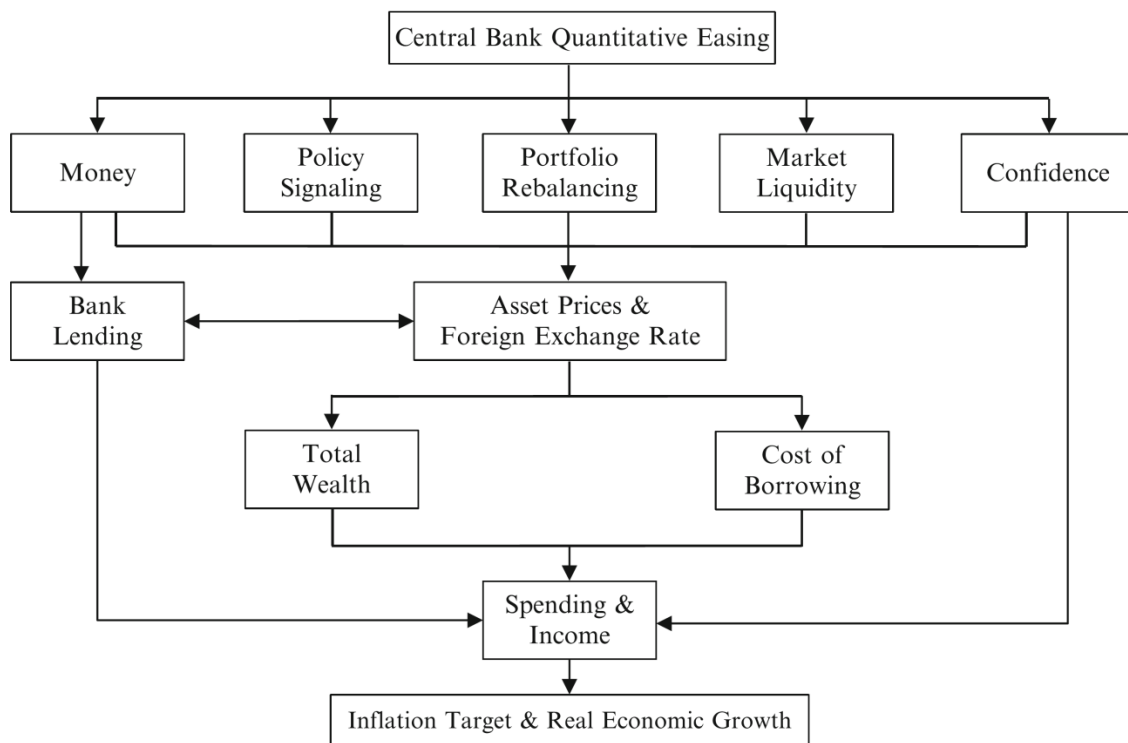 Central Bank Quantitative Easing
Money
Policy
Signaling
Portfolio
Rebalancing
Market
Liquidity
Confidence
Bank
Lending
Asset Prices &
Foreign Exchange Rate
Total
Wealth
Cost of
Borrowing
Spending &
Income
Inflation Target & Real Economic Growth